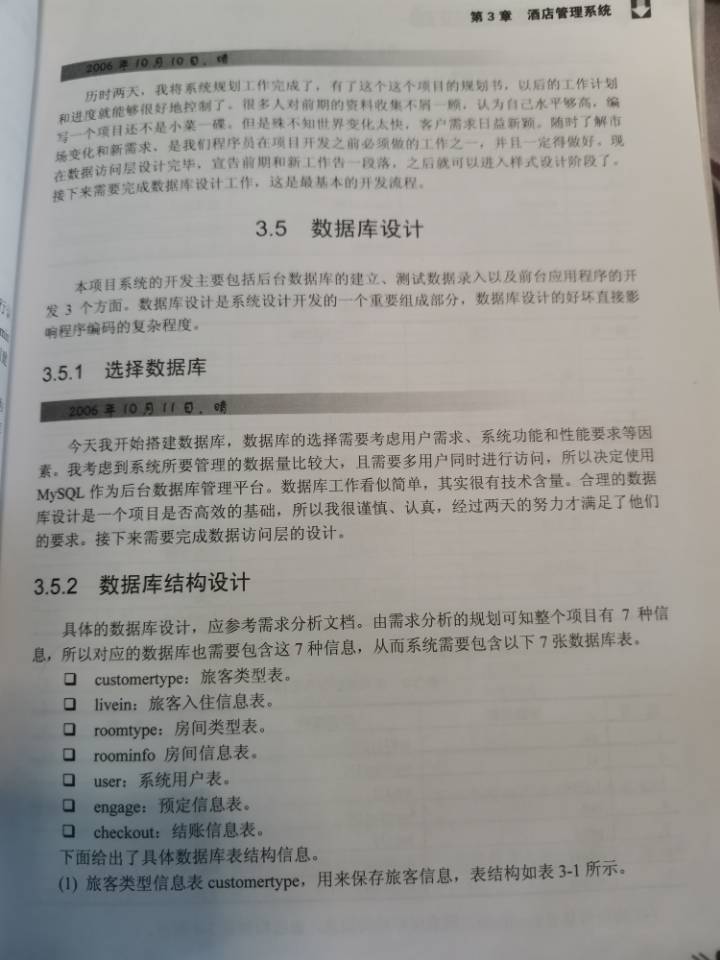 第 3 章 酒店管理系统
2006 年 10 月 10 日，晴
历时两天，我将系统规划工作完成了，有了这个这个项目的规划书，以后的工作计划
和进度就能够很好地控制了。很多人对前期的资料收集不屑一顾，认为自己水平够高，编
写一个项目还不是小菜一碟。但是殊不知世界变化太快，客户需求日益新颖。随时了解市
场变化和新需求，是我们程序员在项目开发之前必须做的工作之一，并且一定得做好。现
在数据访问层设计完毕，宣告前期和新工作告一段落，之后就可以进入样式设计阶段了。
接下来需要完成数据库设计工作，这是最基本的开发流程。
3.5 数据库设计
本项目系统的开发主要包括后台数据库的建立、测试数据录入以及前台应用程序的开
发 3 个方面。数据库设计是系统设计开发的一个重要组成部分，数据库设计的好坏直接影
响程序编码的复杂程度。
3.5.1 选择数据库
2006 年 10 月 11 日，晴
今天我开始搭建数据库，数据库的选择需要考虑用户需求、系统功能和性能要求等因
素。我考虑到系统所要管理的数据量比较大，且需要多用户同时进行访问，所以决定使用
MySQL 作为后台数据库管理平台。数据库工作看似简单，其实很有技术含量。合理的数据
库设计是一个项目是否高效的基础，所以我很谨慎、认真，经过两天的努力才满足了他们
的要求。接下来需要完成数据访问层的设计。
3.5.2 数据库结构设计
具体的数据库设计，应参考需求分析文档。由需求分析的规划可知整个项目有 7 种信
息，所以对应的数据库也需要包含这 7 种信息，从而系统需要包含以下 7 张数据库表。
❑ customertype：旅客类型表。
❑ livein：旅客入住信息表。
❑ roomtype：房间类型表。
❑ roominfo 房间信息表。
❑ user：系统用户表。
❑ engage：预定信息表。
❑ checkout：结账信息表。
下面给出了具体数据库表结构信息。
(1) 旅客类型信息表 customertype，用来保存旅客信息，表结构如表 3-1 所示。